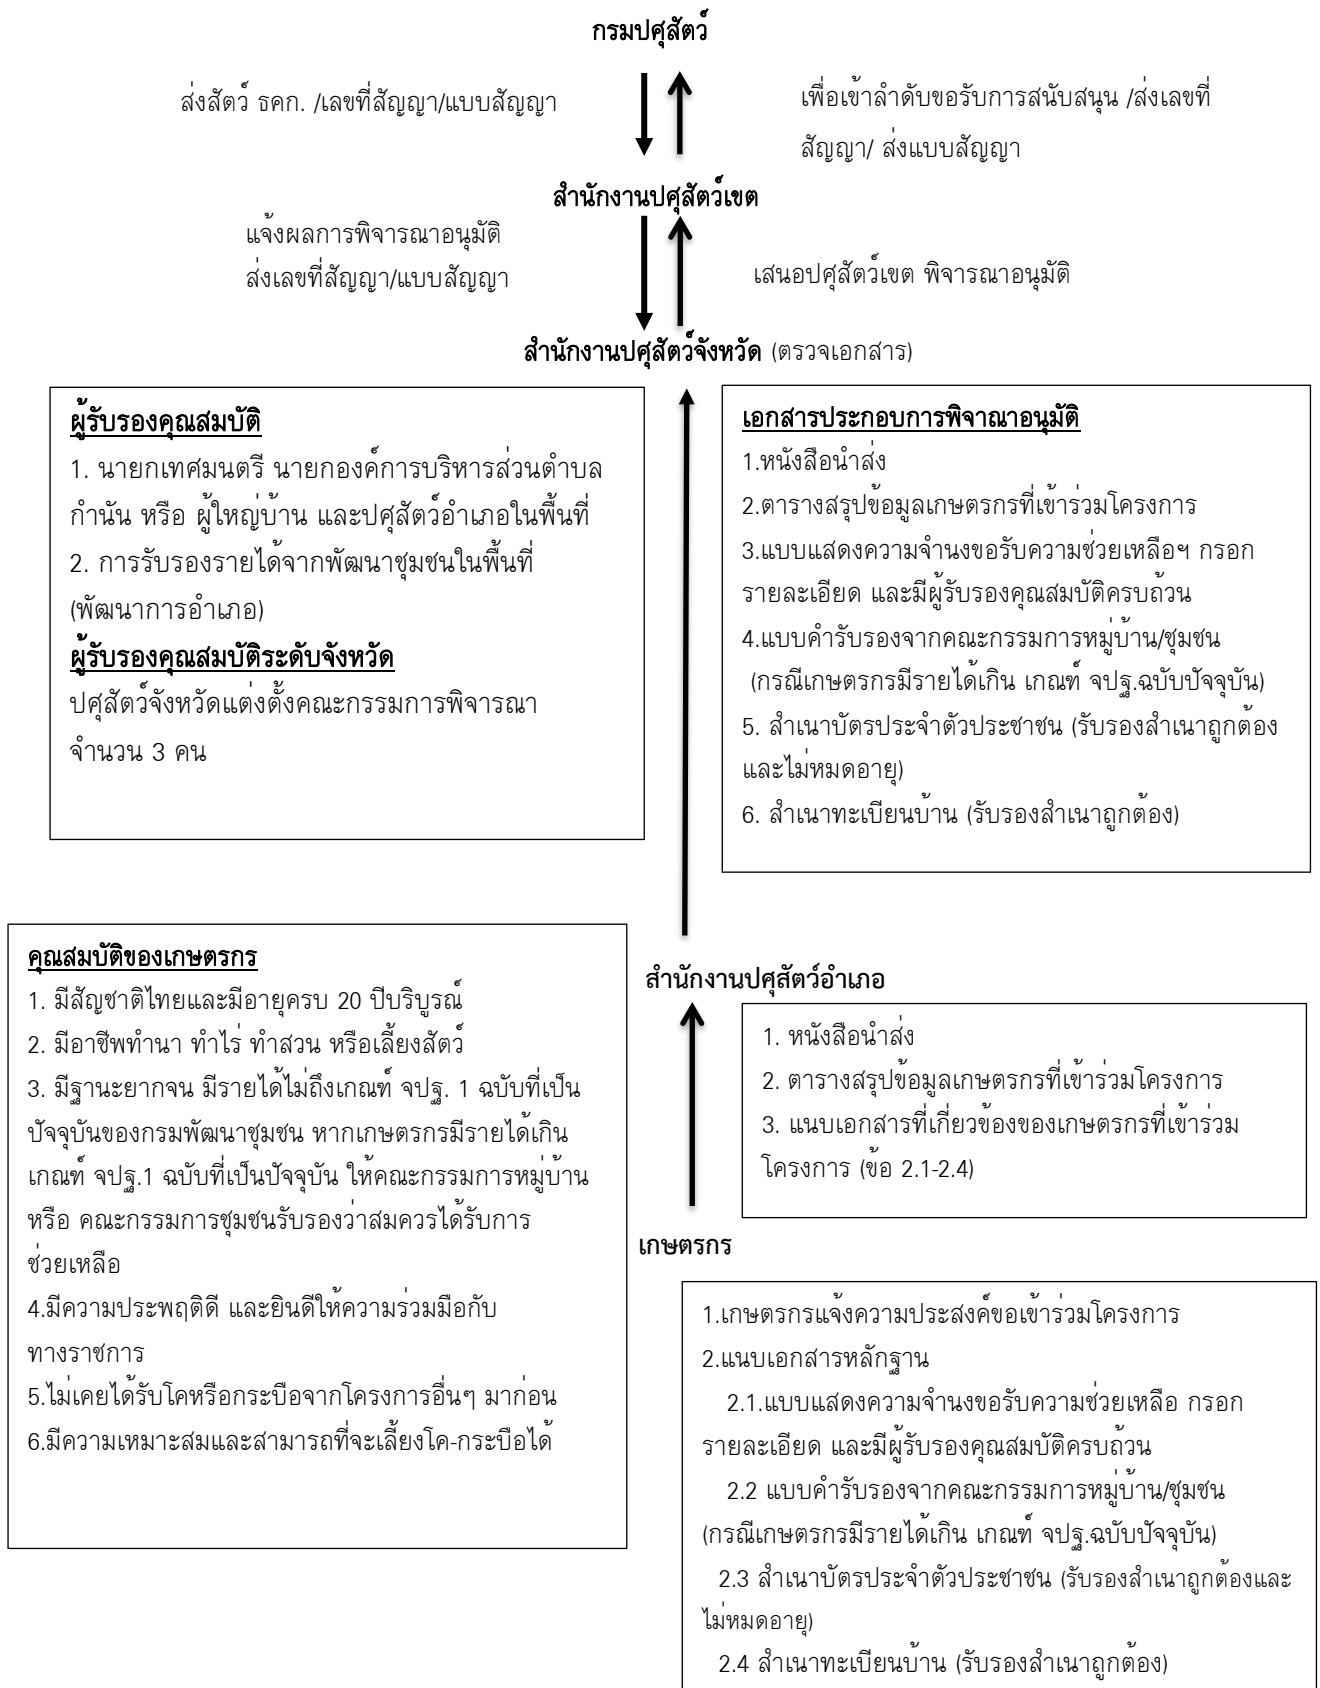 กรมปศุสัตว์
ส่งสัตว์ ธคก. /เลขที่สัญญา/แบบสัญญา
เพื่อเข้าลำดับขอรับการสนับสนุน /ส่งเลขที่
สัญญา/ ส่งแบบสัญญา
สำนักงานปศุสัตว์เขต
แจ้งผลการพิจารณาอนุมัติ
ส่งเลขที่สัญญา/แบบสัญญา
เสนอปศุสัตว์เขต พิจารณาอนุมัติ
สำนักงานปศุสัตว์จังหวัด (ตรวจเอกสาร)
ผู้รับรองคุณสมบัติ
1. นายกเทศมนตรี นายกองค์การบริหารส่วนตำบล
กำนัน หรือ ผู้ใหญ่บ้าน และปศุสัตว์อำเภอในพื้นที่
2. การรับรองรายได้จากพัฒนาชุมชนในพื้นที่
(พัฒนาการอำเภอ)
ผู้รับรองคุณสมบัติระดับจังหวัด
ปศุสัตว์จังหวัดแต่งตั้งคณะกรรมการพิจารณา
จำนวน 3 คน
เอกสารประกอบการพิจาณาอนุมัติ
1.หนังสือนำส่ง
2.ตารางสรุปข้อมูลเกษตรกรที่เข้าร่วมโครงการ
3.แบบแสดงความจำนงขอรับความช่วยเหลือฯ กรอก
รายละเอียด และมีผู้รับรองคุณสมบัติครบถ้วน
4.แบบคำรับรองจากคณะกรรมการหมู่บ้าน/ชุมชน
(กรณีเกษตรกรมีรายได้เกิน เกณฑ์ จปฐ.ฉบับปัจจุบัน)
5. สำเนาบัตรประจำตัวประชาชน (รับรองสำเนาถูกต้อง
และไม่หมดอายุ)
6. สำเนาทะเบียนบ้าน (รับรองสำเนาถูกต้อง)
คุณสมบัติของเกษตรกร
1. มีสัญชาติไทยและมีอายุครบ 20 ปีบริบูรณ์
2. มีอาชีพทำนา ทำไร่ ทำสวน หรือเลี้ยงสัตว์
3. มีฐานะยากจน มีรายได้ไม่ถึงเกณฑ์ จปฐ. 1 ฉบับที่เป็น
ปัจจุบันของกรมพัฒนาชุมชน หากเกษตรกรมีรายได้เกิน
เกณฑ์ จปฐ.1 ฉบับที่เป็นปัจจุบัน ให้คณะกรรมการหมู่บ้าน
หรือ คณะกรรมการชุมชนรับรองว่าสมควรได้รับการ
ช่วยเหลือ
4.มีความประพฤติดี และยินดีให้ความร่วมมือกับ
ทางราชการ
5.ไม่เคยได้รับโคหรือกระบือจากโครงการอื่นๆ มาก่อน
6.มีความเหมาะสมและสามารถที่จะเลี้ยงโค-กระบือได้
สำนักงานปศุสัตว์อำเภอ
1. หนังสือนำส่ง
2. ตารางสรุปข้อมูลเกษตรกรที่เข้าร่วมโครงการ
3. แนบเอกสารที่เกี่ยวข้องของเกษตรกรที่เข้าร่วม
โครงการ (ข้อ 2.1-2.4)
เกษตรกร
1.เกษตรกรแจ้งความประสงค์ขอเข้าร่วมโครงการ
2.แนบเอกสารหลักฐาน
2.1.แบบแสดงความจำนงขอรับความช่วยเหลือ กรอก
รายละเอียด และมีผู้รับรองคุณสมบัติครบถ้วน
2.2 แบบคำรับรองจากคณะกรรมการหมู่บ้าน/ชุมชน
(กรณีเกษตรกรมีรายได้เกิน เกณฑ์ จปฐ.ฉบับปัจจุบัน)
2.3 สำเนาบัตรประจำตัวประชาชน (รับรองสำเนาถูกต้องและ
ไม่หมดอายุ)
2.4 สำเนาทะเบียนบ้าน (รับรองสำเนาถูกต้อง)